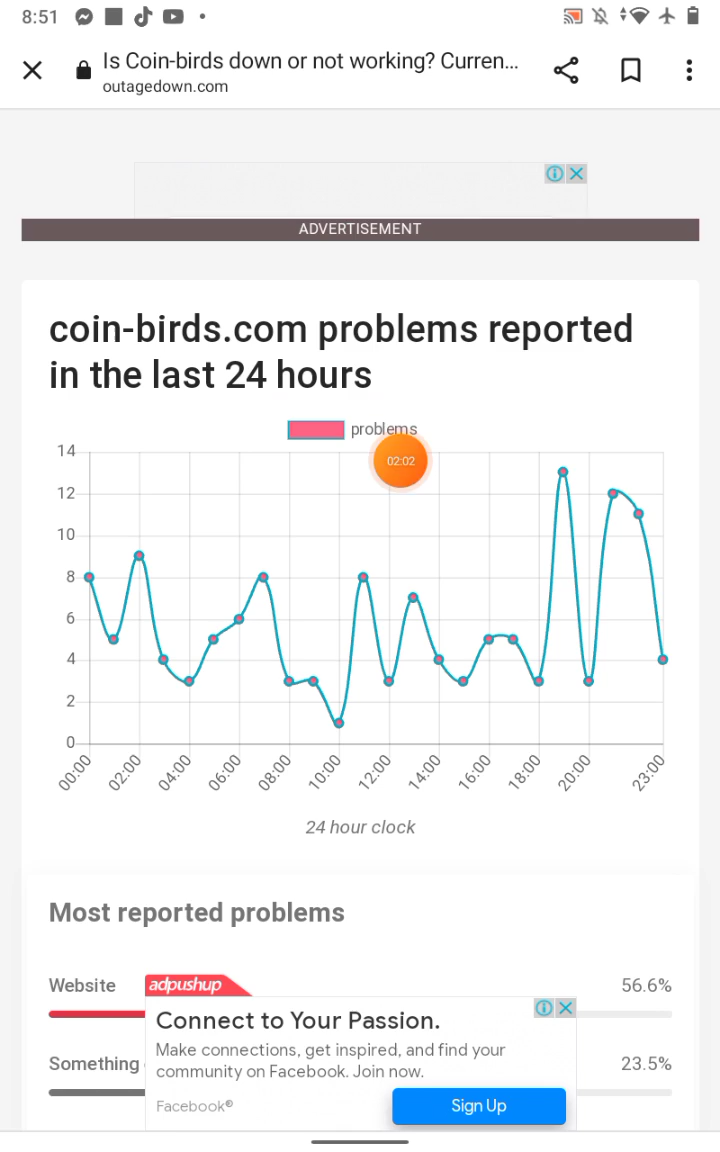 8:51
Is Coin-birds down or not working? Curren...
outagedown.com
ADVERTISEMENT
coin-birds.com problems reported
in the last 24 hours
problems
02:02
14
12
10
8
6
4
2
0
00:00
02:00
04:00
06:00
08:00
10:00
12:00
14:00
16:00
18:00
20:00
23:00
24 hour clock
Most reported problems
Website
56.6%
adpushup
Connect to Your Passion.
Make connections, get inspired, and find your
community on Facebook. Join now.
Something
23.5%
Facebook®
Sign Up